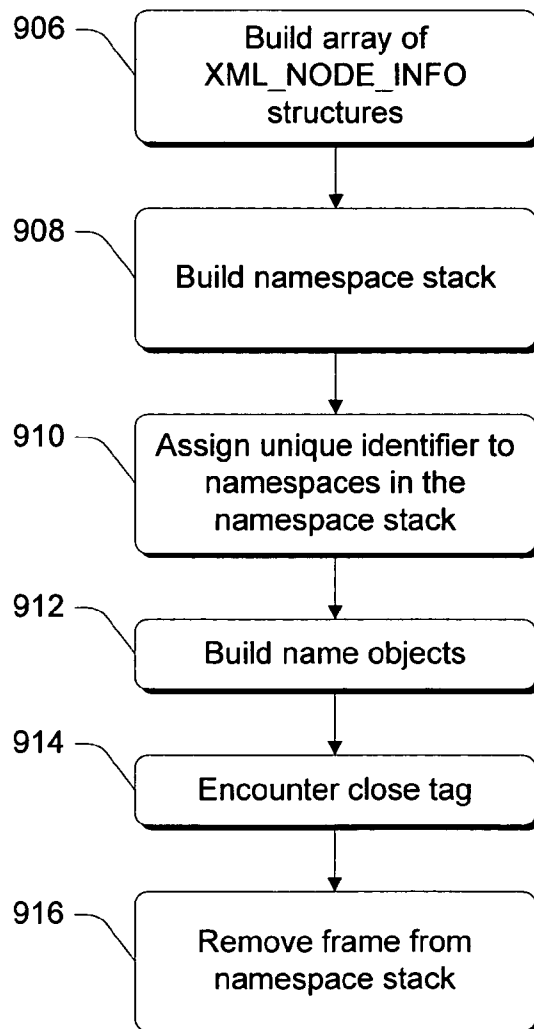 906
Build array of
XML_NODE_INFO
structures
908
Build namespace stack
910
Assign unique identifier to
namespaces in the
namespace stack
912
Build name objects
914
Encounter close tag
916
Remove frame from
namespace stack